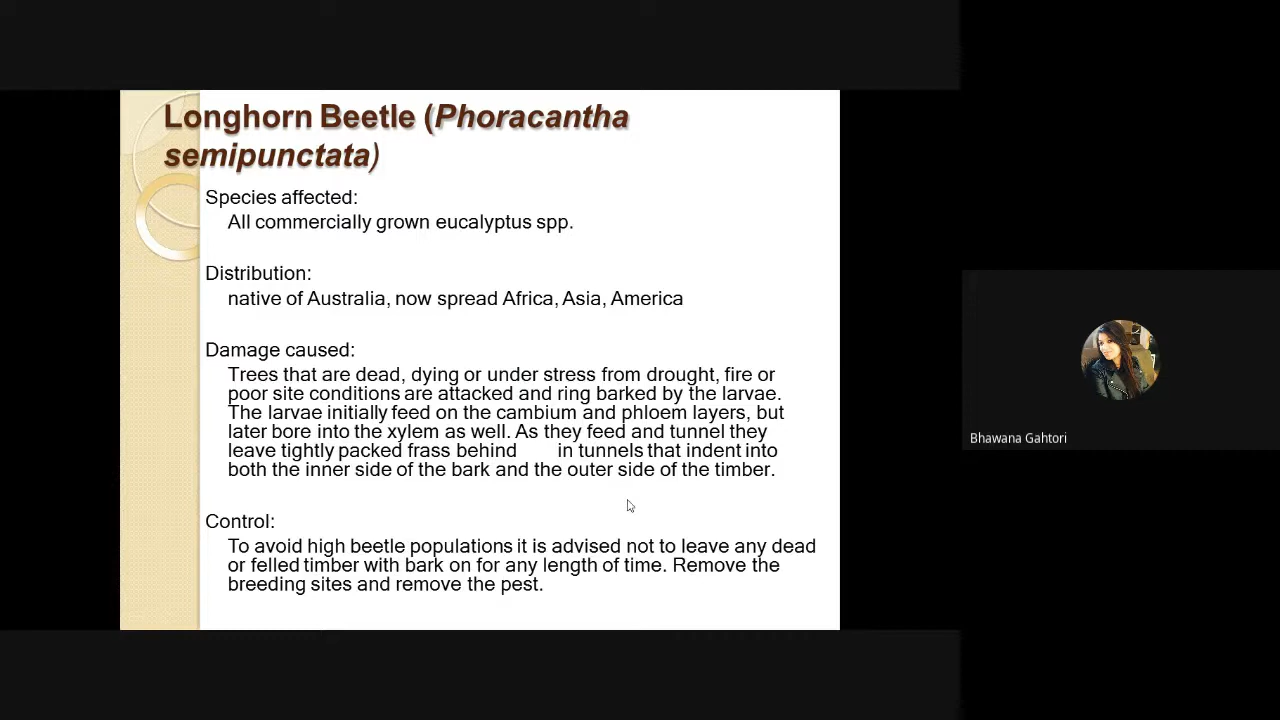 Longhorn Beetle (Phoracantha
semipunctata)
Species affected:
All commercially grown eucalyptus spp.
Distribution:
native of Australia, now spread Africa, Asia, America
Damage caused:
Trees that are dead, dying or under stress from drought, fire or
poor site conditions are attacked and ring barked by the larvae.
The larvae initially feed on the cambium and phloem layers, but
later bore into the xylem as well. As they feed and tunnel they
leave tightly packed frass behind in tunnels that indent into
both the inner side of the bark and the outer side of the timber.
Control:
To avoid high beetle populations it is advised not to leave any dead
or felled timber with bark on for any length of time. Remove the
breeding sites and remove the pest.
Bhawana Gahtori